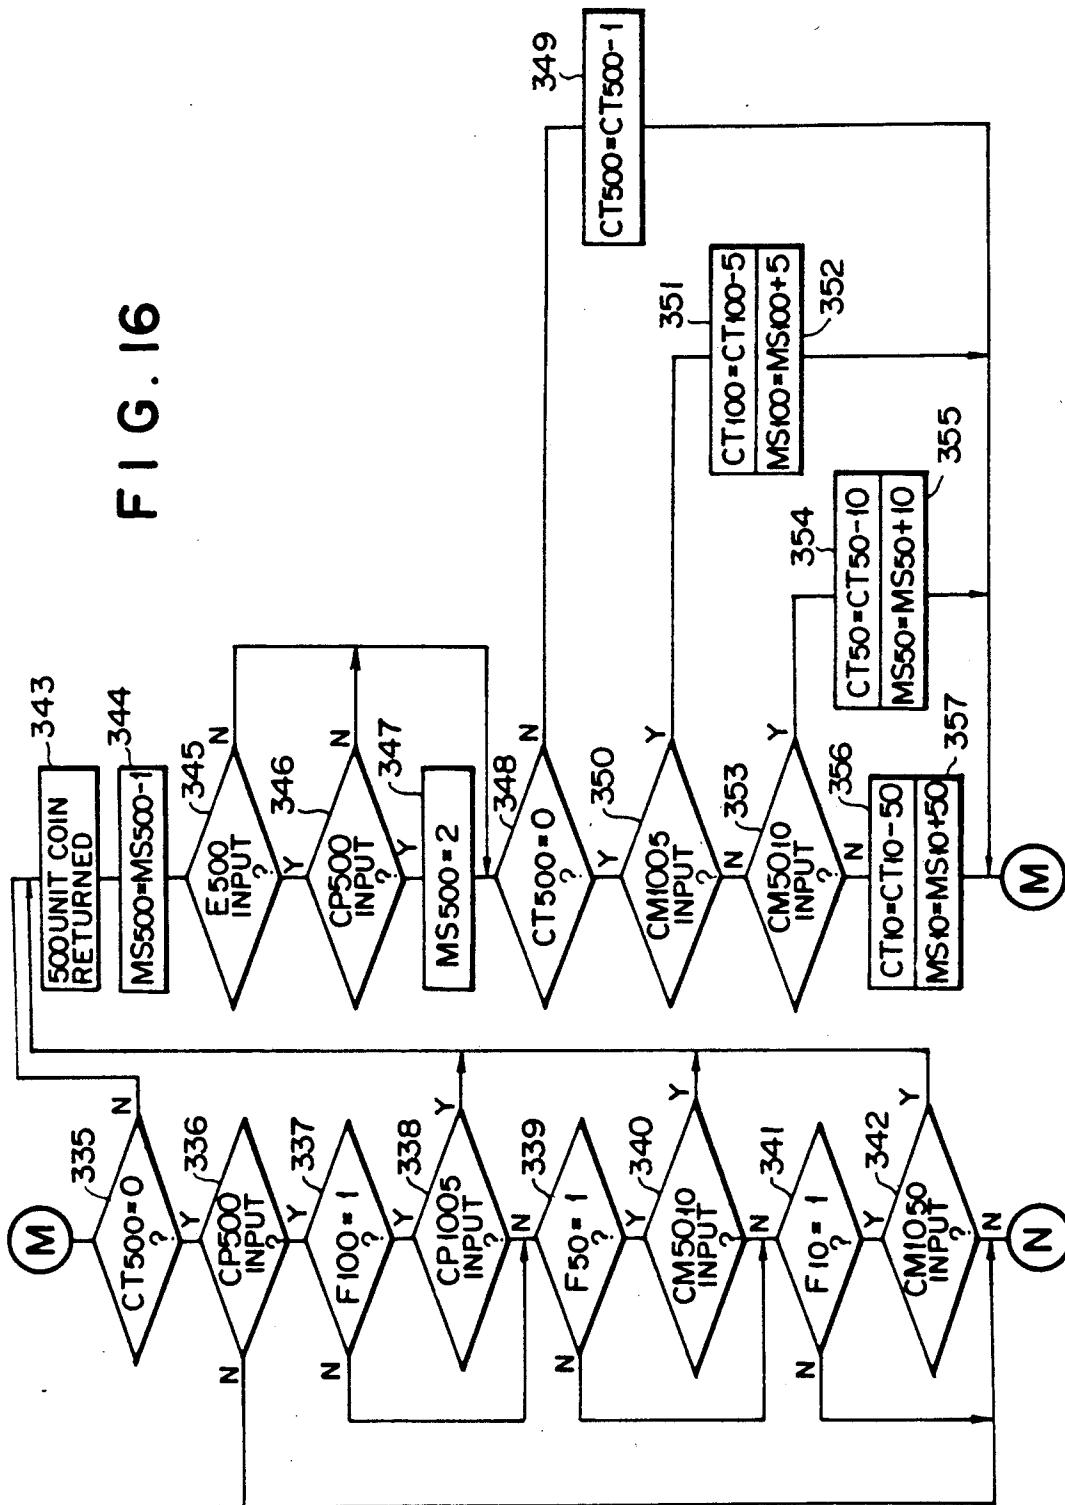 FIG.16
M
335
CT500=0
?
N
Y
336
CP500
INPUT
?
N
Y
337
F100=1
?
N
Y
338
CP1005
INPUT
?
Y
N
339
F50=1
?
N
Y
340
CM5010
INPUT
?
Y
N
341
F10=1
?
N
Y
342
CM1050
INPUT
?
Y
N
N
343
500UNIT COIN
RETURNED
344
MS500=MS500-1
345
E500
INPUT
?
N
Y
346
CP500
INPUT
?
N
Y
347
MS500=2
348
CT500=0
?
N
Y
349
CT500=CT500-1
350
CM1005
INPUT
?
Y
N
351
CT100=CT100-5
MS100=MS100+5
352
353
CM5010
INPUT
?
Y
N
354
CT50=CT50-10
MS50=MS50+10
355
356
CT10=CT10-50
MS10=MS10+50
357
M